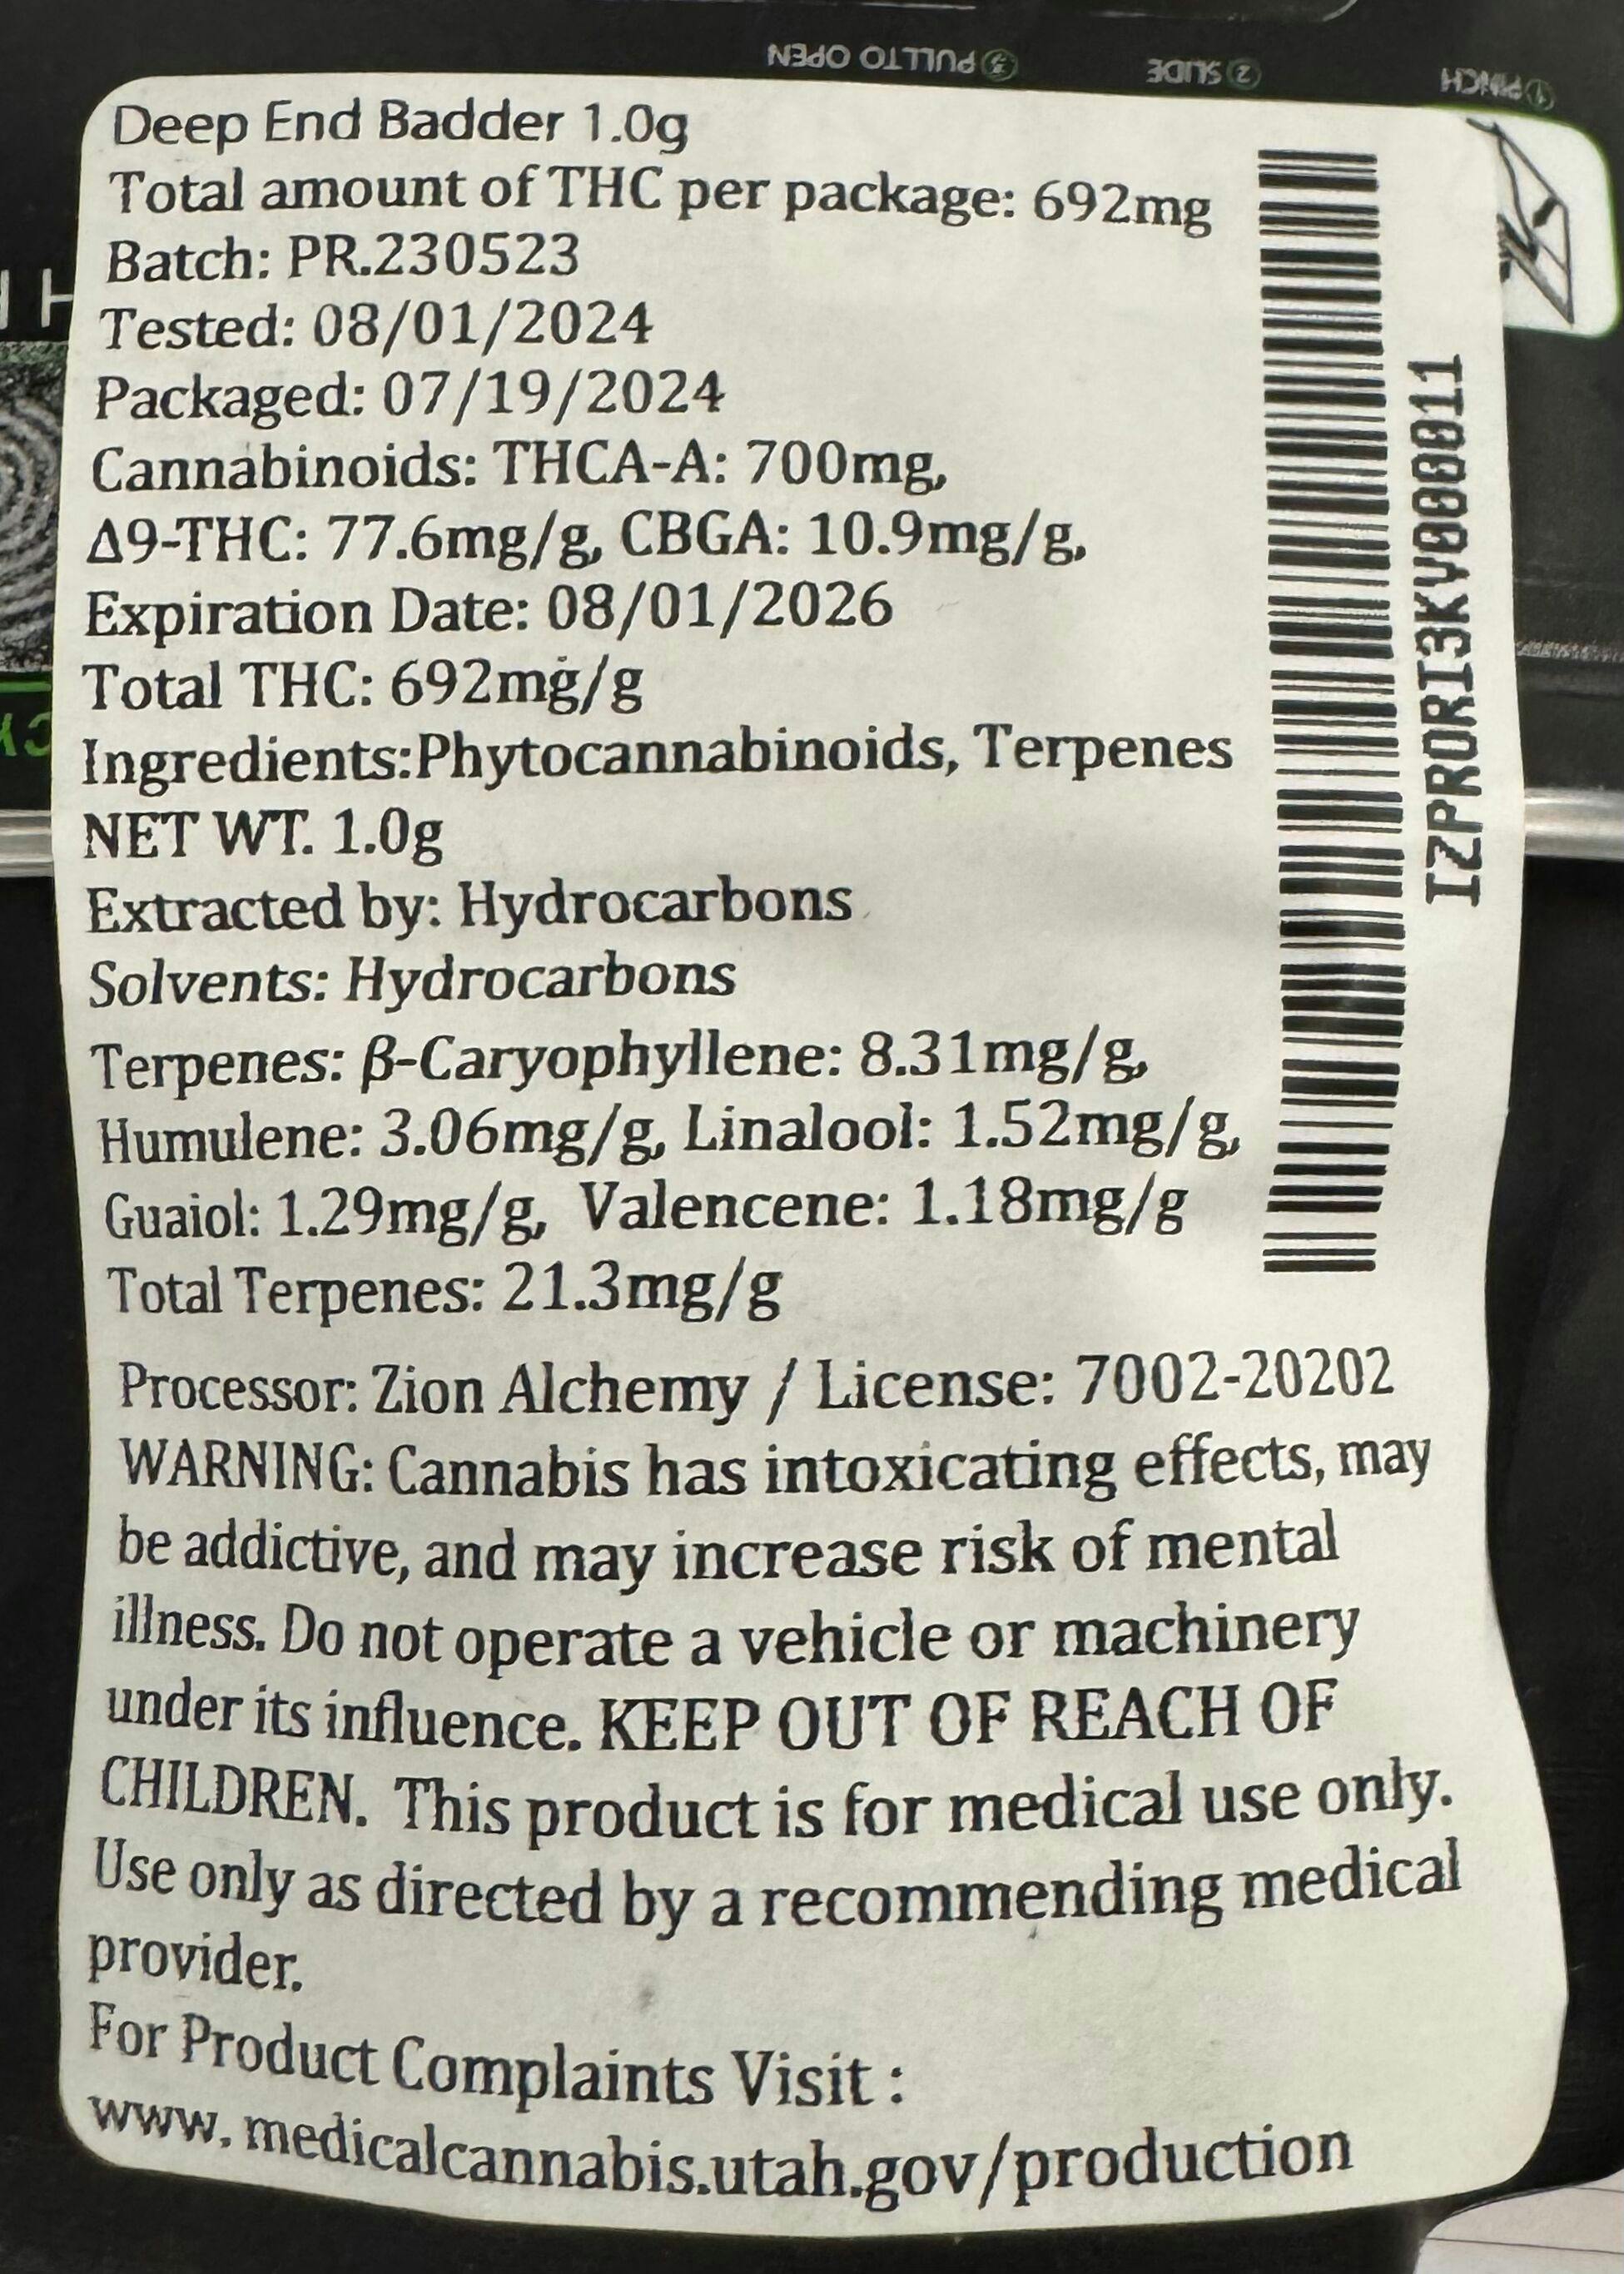 ③ PULL TO OPEN
② SLIDE
① PINCH
Deep End Badder 1.0g
Total amount of THC per package: 692mg
Batch: PR.230523
Tested: 08/01/2024
Packaged: 07/19/2024
Cannabinoids: THCA-A: 700mg,
Δ9-THC: 77.6mg/g, CBGA: 10.9mg/g,
Expiration Date: 08/01/2026
Total THC: 692mg/g
Ingredients:Phytocannabinoids, Terpenes
NET WT. 1.0g
Extracted by: Hydrocarbons
Solvents: Hydrocarbons
Terpenes: β-Caryophyllene: 8.31mg/g,
Humulene: 3.06mg/g, Linalool: 1.52mg/g,
Guaiol: 1.29mg/g, Valencene: 1.18mg/g
Total Terpenes: 21.3mg/g
Processor: Zion Alchemy / License: 7002-20202
WARNING: Cannabis has intoxicating effects, may
be addictive, and may increase risk of mental
illness. Do not operate a vehicle or machinery
under its influence. KEEP OUT OF REACH OF
CHILDREN. This product is for medical use only.
Use only as directed by a recommending medical
provider.
For Product Complaints Visit :
www. medicalcannabis.utah.gov/production
IZPRORI3KV000011